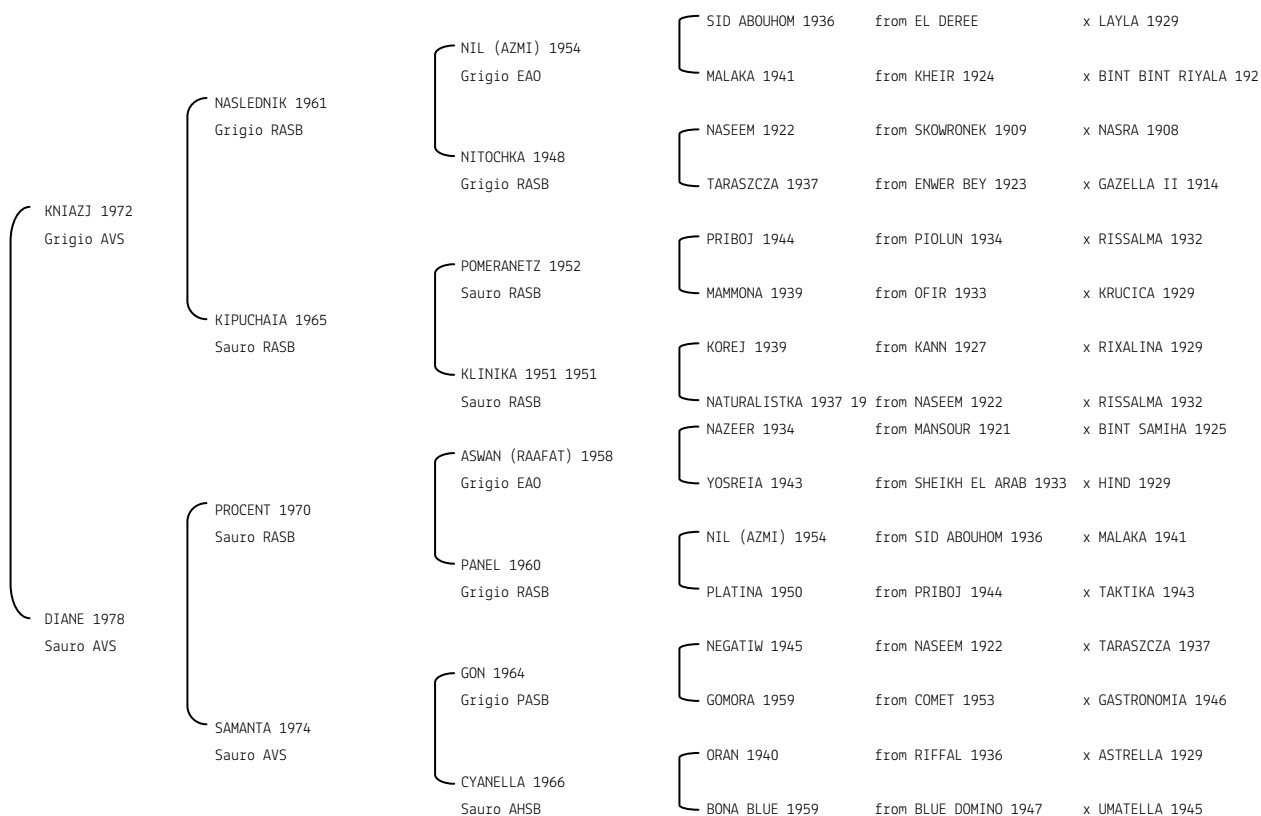 SID ABOUHOM 1936 from EL DEREE x LAYLA 1929
NIL (AZMI) 1954
Grigio EAO MALAKA 1941 from KHEIR 1924 x BINT BINT RIYALA 192
NASLEDNIK 1961
Grigio RASB NASEEM 1922 from SKOWRONEK 1909 x NASRA 1908
NITOCHKA 1948
Grigio RASB TARASZCZA 1937 from ENWER BEY 1923 x GAZELLA II 1914
KNIAZJ 1972
Grigio AVS PRIBOJ 1944 from PIOLUN 1934 x RISSALMA 1932
POMERANETZ 1952
Sauro RASB MAMMONA 1939 from OFIR 1933 x KRUCICA 1929
KIPUCHAIA 1965
Sauro RASB KOREJ 1939 from KANN 1927 x RIXALINA 1929
KLINIKA 1951 1951
Sauro RASB NATURALISTKA 1937 19 from NASEEM 1922 x RISSALMA 1932
NAZEER 1934 from MANSOUR 1921 x BINT SAMIHA 1925
ASWAN (RAAFAT) 1958
Grigio EAO YOSREIA 1943 from SHEIKH EL ARAB 1933 x HIND 1929
PROCENT 1970
Sauro RASB NIL (AZMI) 1954 from SID ABOUHOM 1936 x MALAKA 1941
PANEL 1960
Grigio RASB PLATINA 1950 from PRIBOJ 1944 x TAKTIKA 1943
DIANE 1978
Sauro AVS NEGATIW 1945 from NASEEM 1922 x TARASZCZA 1937
GON 1964
Grigio PASB GOMORA 1959 from COMET 1953 x GASTRONOMIA 1946
SAMANTA 1974
Sauro AVS ORAN 1940 from RIFFAL 1936 x ASTRELLA 1929
CYANELLA 1966
Sauro AHSB BONA BLUE 1959 from BLUE DOMINO 1947 x UMATELLA 1945